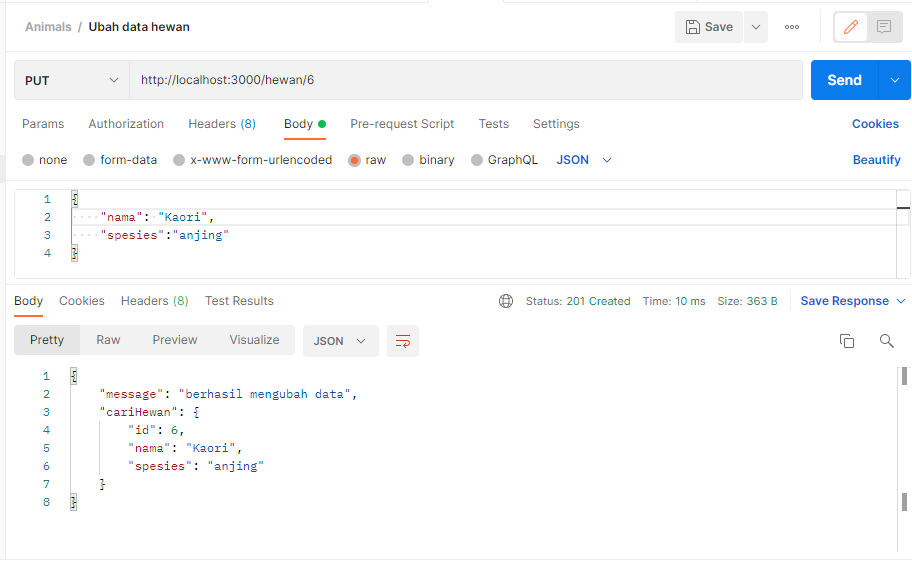 Animals / Ubah data hewan Save
PUT http://localhost:3000/hewan/6 Send
Params Authorization Headers (8) Body Pre-request Script Tests Settings Cookies
none form-data x-www-form-urlencoded raw binary GraphQL JSON Beautify
1 {
2 "nama": "Kaori",
3 "spesies":"anjing"
4 }
Body Cookies Headers (8) Test Results Status: 201 Created Time: 10 ms Size: 363 B Save Response
Pretty Raw Preview Visualize JSON
1 {
2 "message": "berhasil mengubah data",
3 "cariHewan": {
4 "id": 6,
5 "nama": "Kaori",
6 "spesies": "anjing"
7 }
8 }